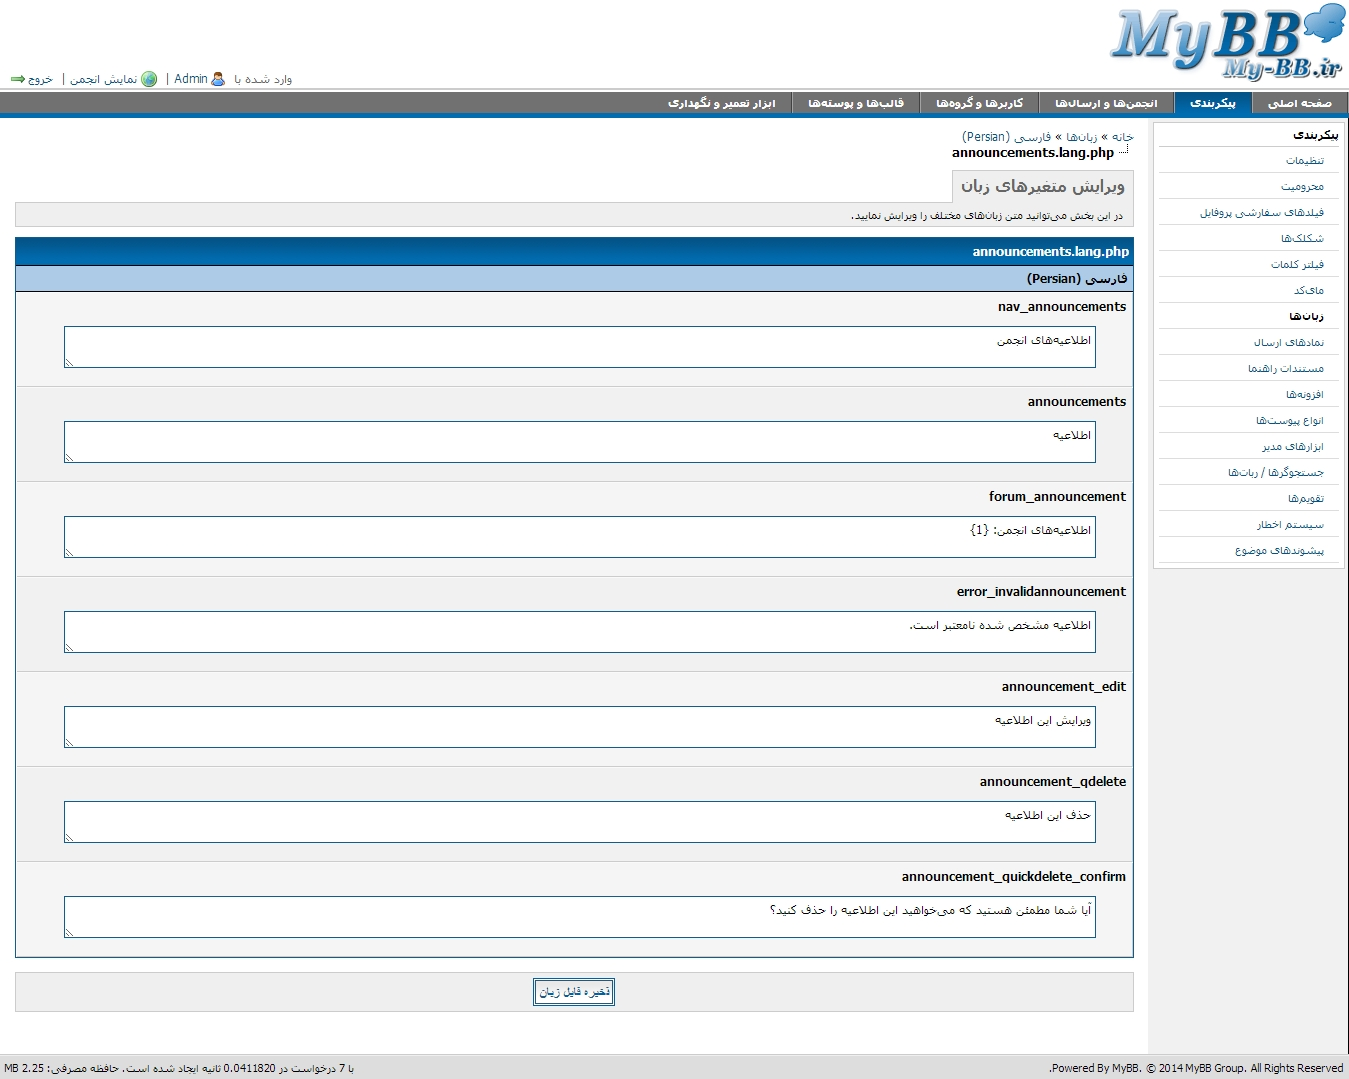 MyBB
My-BB.ir
وارد شده با Admin | نمایش انجمن | خروج
صفحه اصلی
پیکربندی
انجمن‌ها و ارسال‌ها
کاربرها و گروه‌ها
قالب‌ها و پوسته‌ها
ابزار تعمیر و نگهداری
پیکربندی
تنظیمات
محرومیت
فیلدهای سفارشی پروفایل
شکلک‌ها
فیلتر کلمات
مای‌کد
زبان‌ها
نمادهای ارسال
مستندات راهنما
افزونه‌ها
انواع پیوست‌ها
ابزارهای مدیر
جستجوگرها / ربات‌ها
تقویم‌ها
سیستم اخطار
پیشوندهای موضوع
خانه » زبان‌ها » فارسی (Persian)
announcements.lang.php
ویرایش متغیرهای زبان
در این بخش می‌توانید متن زبان‌های مختلف را ویرایش نمایید.
announcements.lang.php
فارسی (Persian)
nav_announcements
اطلاعیه‌های انجمن
announcements
اطلاعیه
forum_announcement
اطلاعیه‌های انجمن: {1}
error_invalidannouncement
اطلاعیه مشخص شده نامعتبر است.
announcement_edit
ویرایش این اطلاعیه
announcement_qdelete
حذف این اطلاعیه
announcement_quickdelete_confirm
آیا شما مطمئن هستید که می‌خواهید این اطلاعیه را حذف کنید؟
ذخیره فایل زبان
Powered By MyBB. © 2014 MyBB Group. All Rights Reserved.
با 7 درخواست در 0.0411820 ثانیه ایجاد شده است. حافظه مصرفی: 2.25 MB